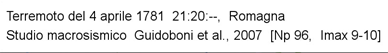 Terremoto del 4 aprile 1781 21:20:--, Romagna
Studio macrosismico Guidoboni et al., 2007 [Np 96, Imax 9-10]